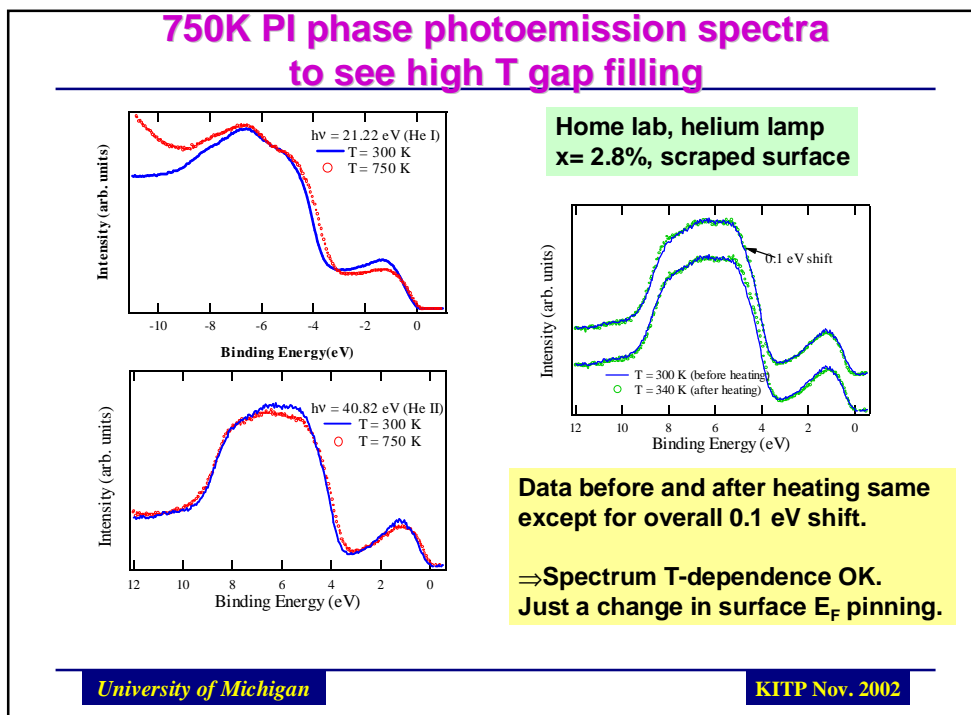 750K PI phase photoemission spectra
to see high T gap filling
Intensity (arb. units)
hν = 21.22 eV (He I)
T = 300 K
T = 750 K
-10 -8 -6 -4 -2 0
Binding Energy(eV)
Intensity (arb. units)
hν = 40.82 eV (He II)
T = 300 K
T = 750 K
12 10 8 6 4 2 0
Binding Energy (eV)
Home lab, helium lamp
x= 2.8%, scraped surface
Intensity (arb. units)
0.1 eV shift
T = 300 K (before heating)
T = 340 K (after heating)
12 10 8 6 4 2 0
Binding Energy (eV)
Data before and after heating same
except for overall 0.1 eV shift.
⇒Spectrum T-dependence OK.
Just a change in surface EF pinning.
University of Michigan
KITP Nov. 2002